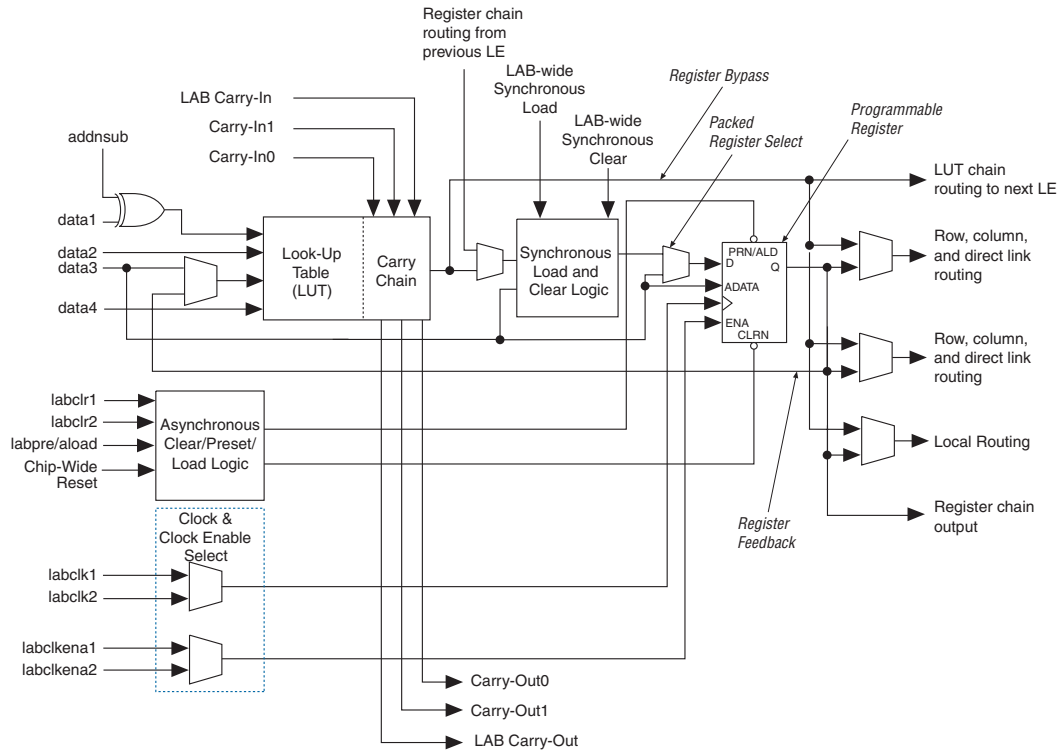 Register chain
routing from
previous LE
LAB-wide
Synchronous
Load
LAB-wide
Synchronous
Clear
Register Bypass
Packed
Register Select
Programmable
Register
LAB Carry-In
Carry-In1
Carry-In0
addnsub
data1
data2
data3
data4
Look-Up
Table
(LUT)
Carry
Chain
Synchronous
Load and
Clear Logic
PRN/ALD
D
Q
ADATA
ENA
CLRN
LUT chain
routing to next LE
Row, column,
and direct link
routing
Row, column,
and direct link
routing
Local Routing
Register chain
output
Register
Feedback
labclr1
labclr2
labpre/aload
Chip-Wide
Reset
Asynchronous
Clear/Preset/
Load Logic
Clock &
Clock Enable
Select
labclk1
labclk2
labclkena1
labclkena2
Carry-Out0
Carry-Out1
LAB Carry-Out